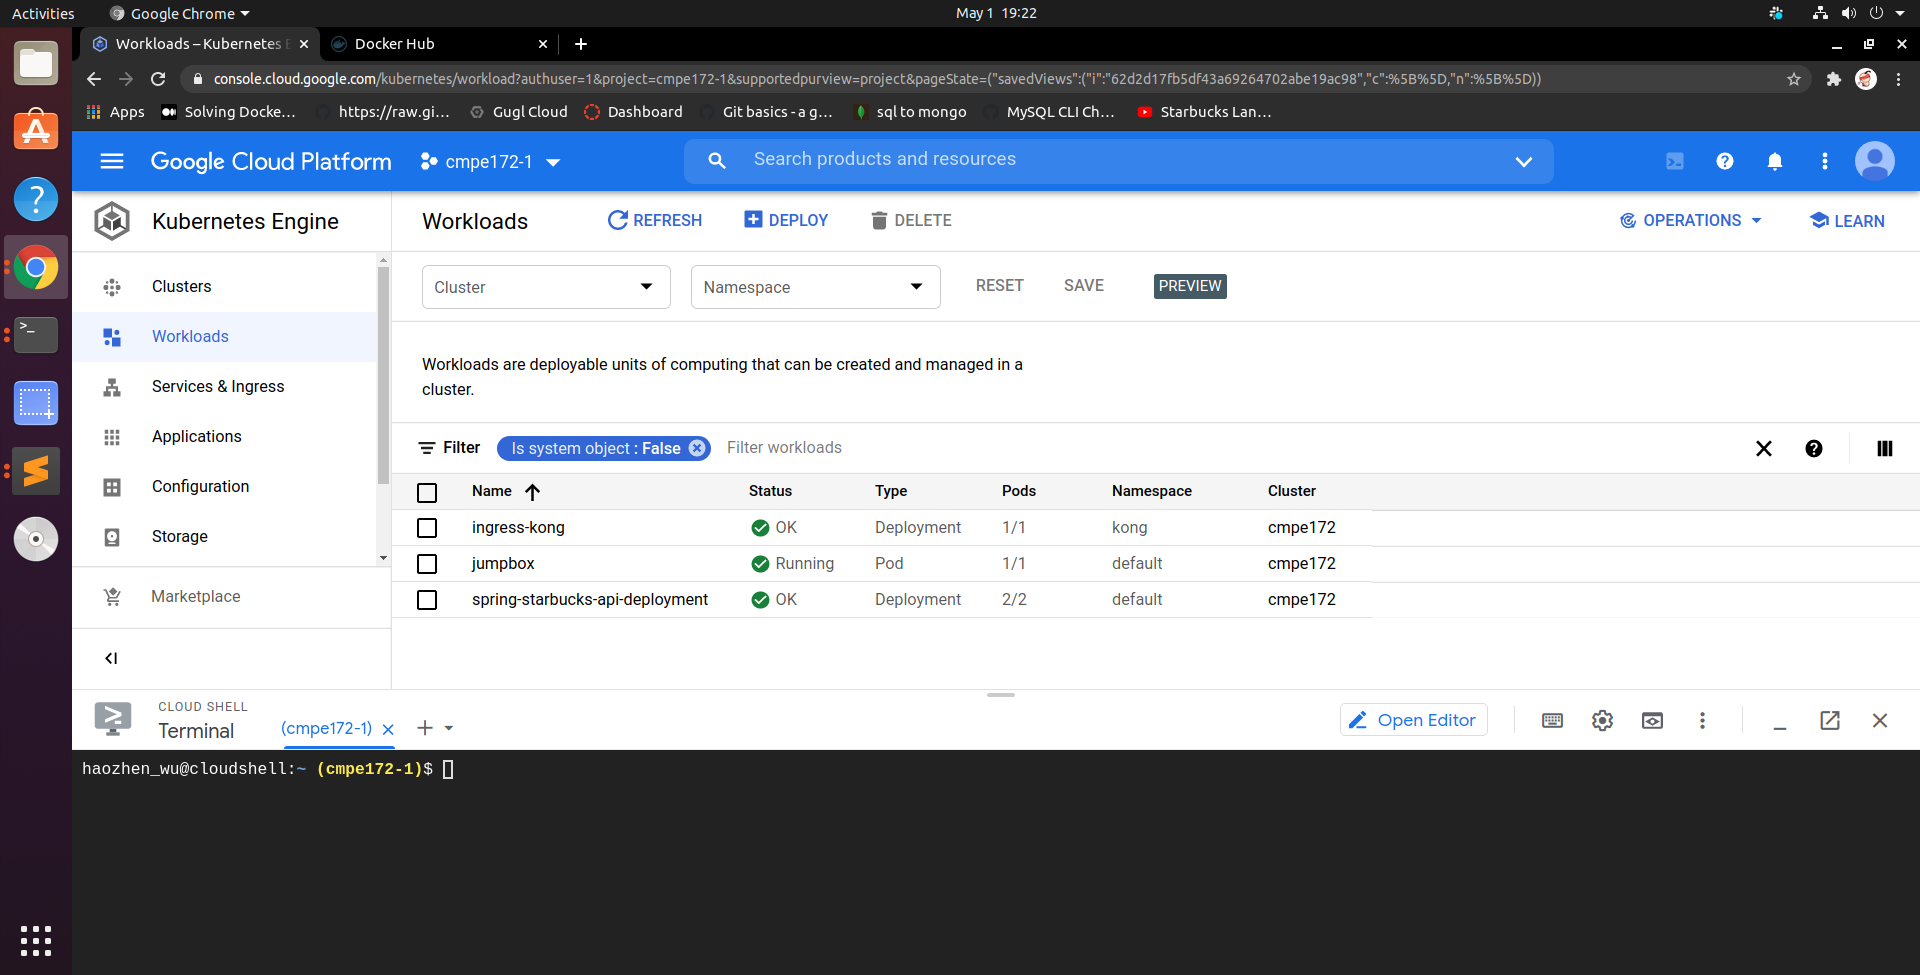 Activities Google Chrome May 1 19:22
Workloads – Kubernetes E Docker Hub
console.cloud.google.com/kubernetes/workload?authuser=1&project=cmpe172-1&supportedpurview=project&pageState=("savedViews":("i":"62d2d17fb5df43a69264702abe19ac98","c":%5B%5D,"n":%5B%5D))
Apps Solving Docke... https://raw.gi... Gugl Cloud Dashboard Git basics - a g... sql to mongo MySQL CLI Ch... Starbucks Lan...
Google Cloud Platform cmpe172-1 Search products and resources
Kubernetes Engine Workloads REFRESH DEPLOY DELETE OPERATIONS LEARN
Clusters
Workloads
Services & Ingress
Applications
Configuration
Storage
Marketplace
Cluster Namespace RESET SAVE PREVIEW
Workloads are deployable units of computing that can be created and managed in a
cluster.
Filter Is system object : False Filter workloads
Name Status Type Pods Namespace Cluster
ingress-kong OK Deployment 1/1 kong cmpe172
jumpbox Running Pod 1/1 default cmpe172
spring-starbucks-api-deployment OK Deployment 2/2 default cmpe172
CLOUD SHELL
Terminal (cmpe172-1) Open Editor
haozhen_wu@cloudshell:~ (cmpe172-1)$